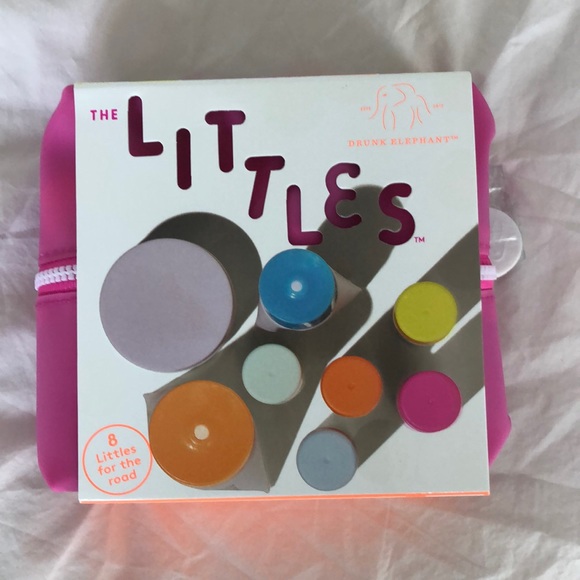 THE LITTLES™
DRUNK ELEPHANT™
8
Littles
for the
road